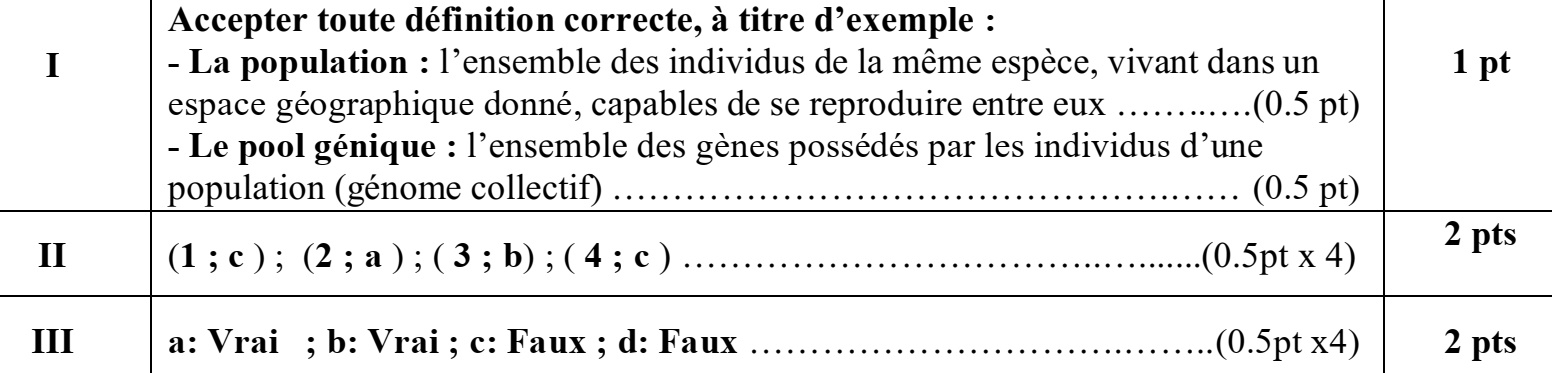 Accepter toute définition correcte, à titre d’exemple :
I
- La population : l’ensemble des individus de la même espèce, vivant dans un
1 pt
espace géographique donné, capables de se reproduire entre eux ……..….(0.5 pt)
- Le pool génique : l’ensemble des gènes possédés par les individus d’une
population (génome collectif) ………………………………………….…… (0.5 pt)
II
(1 ; c ) ; (2 ; a ) ; ( 3 ; b) ; ( 4 ; c ) ……………………………..….......(0.5pt x 4)
2 pts
III
a: Vrai ; b: Vrai ; c: Faux ; d: Faux ………………………….……..(0.5pt x4)
2 pts